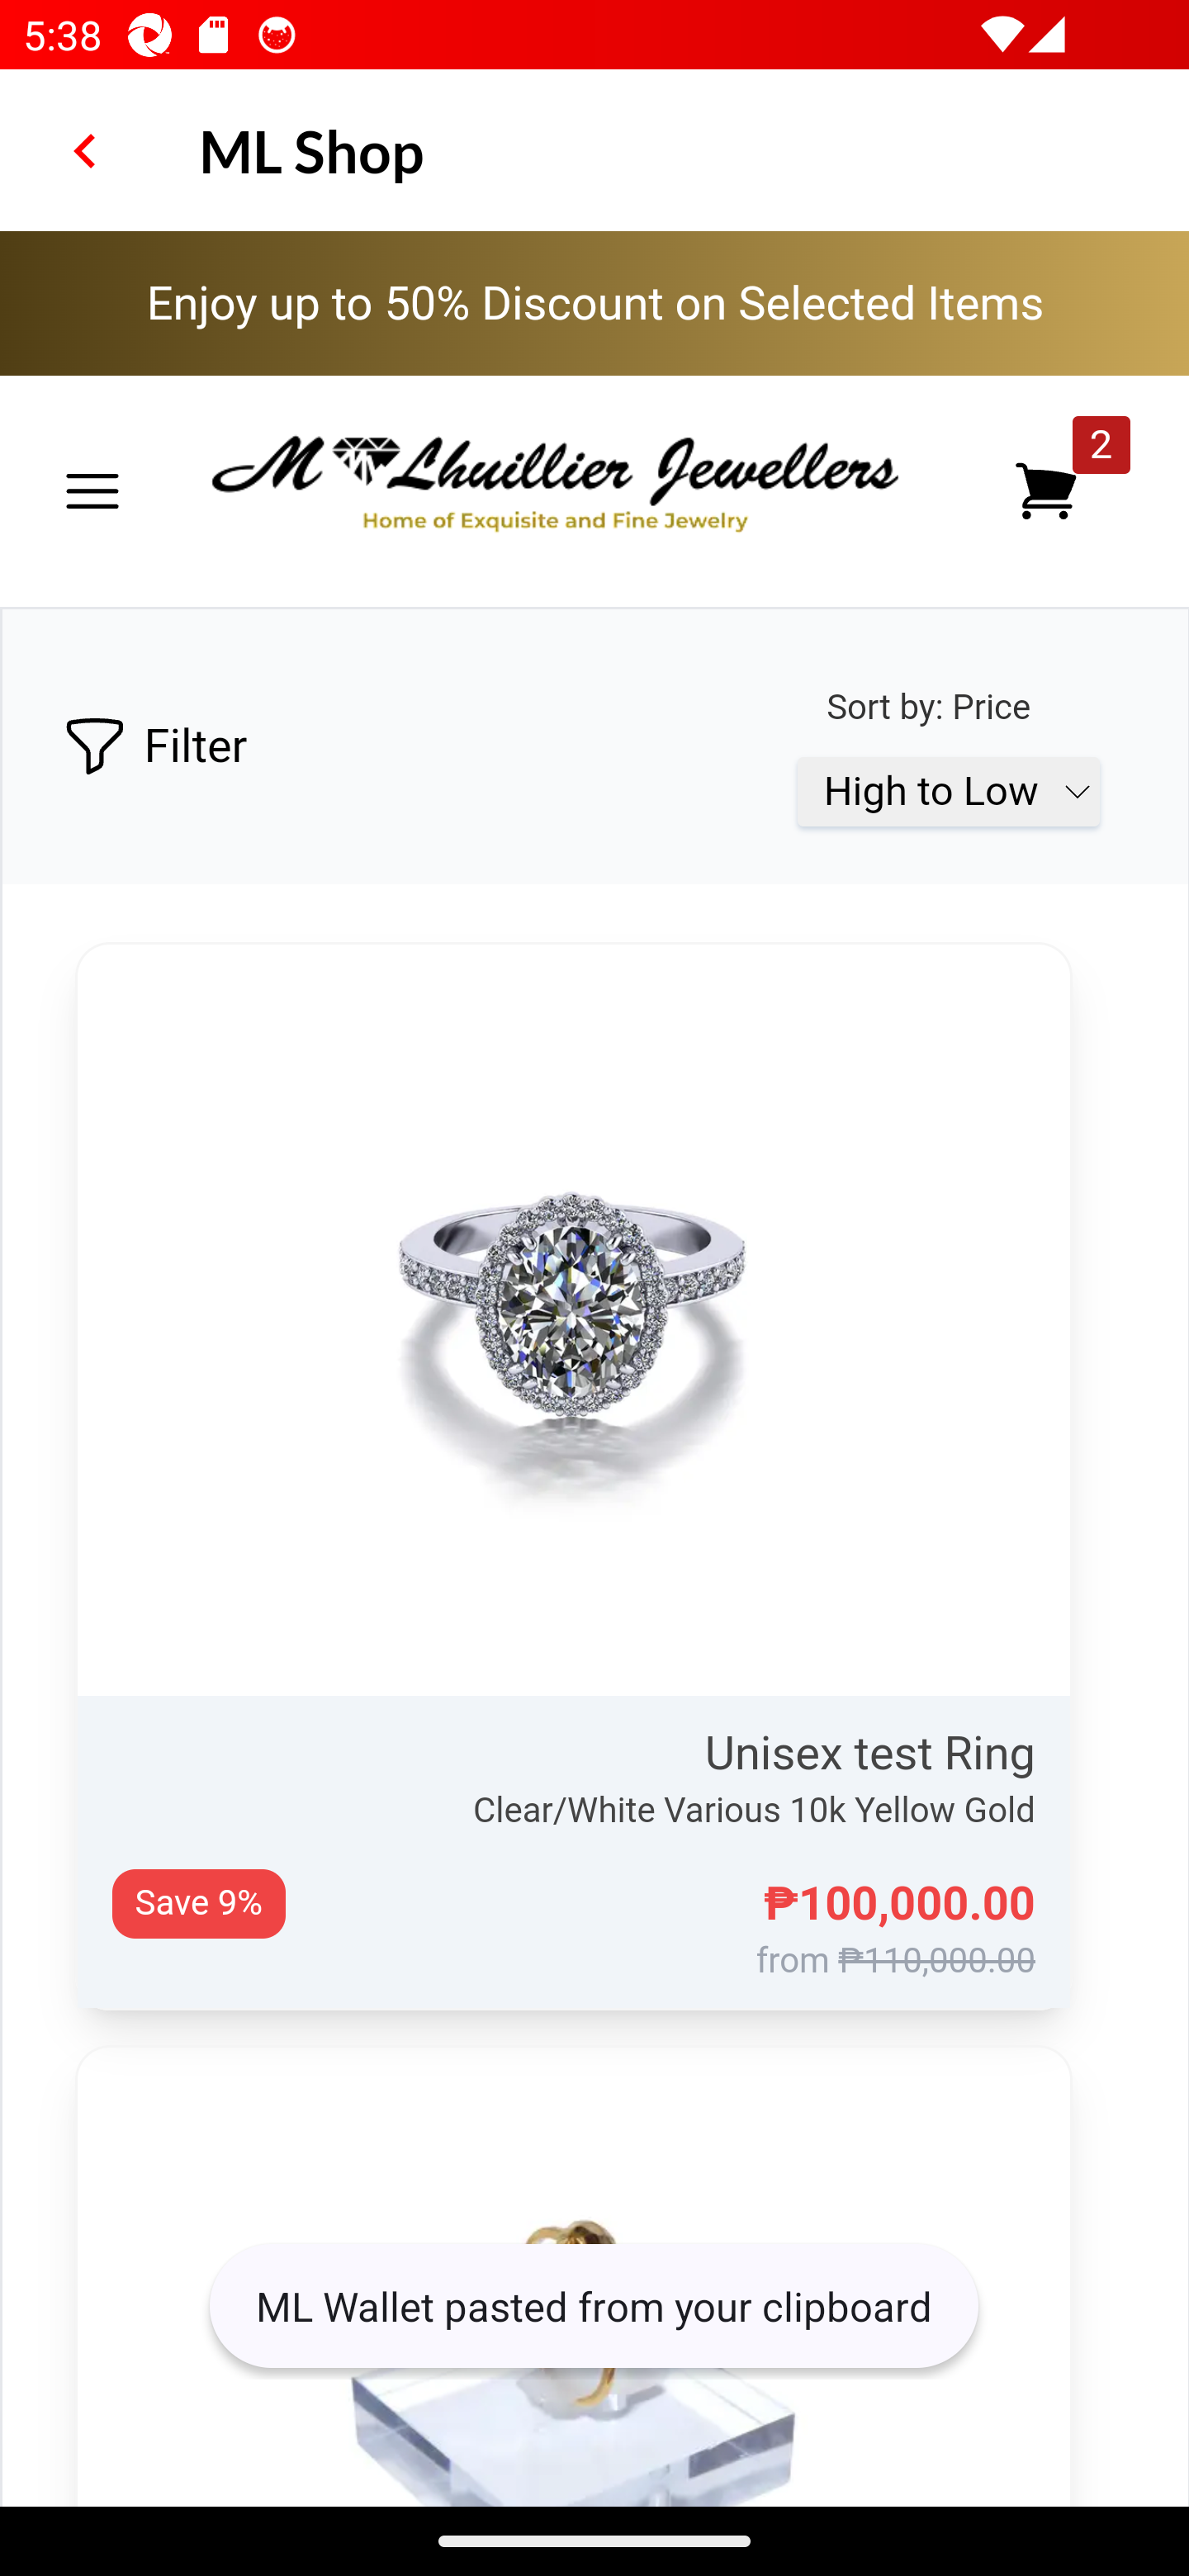 5:38
ML Shop
Enjoy up to 50% Discount on Selected Items
M Lhuillier Jewellers
Home of Exquisite and Fine Jewelry
2
Filter
Sort by: Price
High to Low
Unisex test Ring
Clear/White Various 10k Yellow Gold
Save 9%
₱100,000.00
from ₱110,000.00
ML Wallet pasted from your clipboard